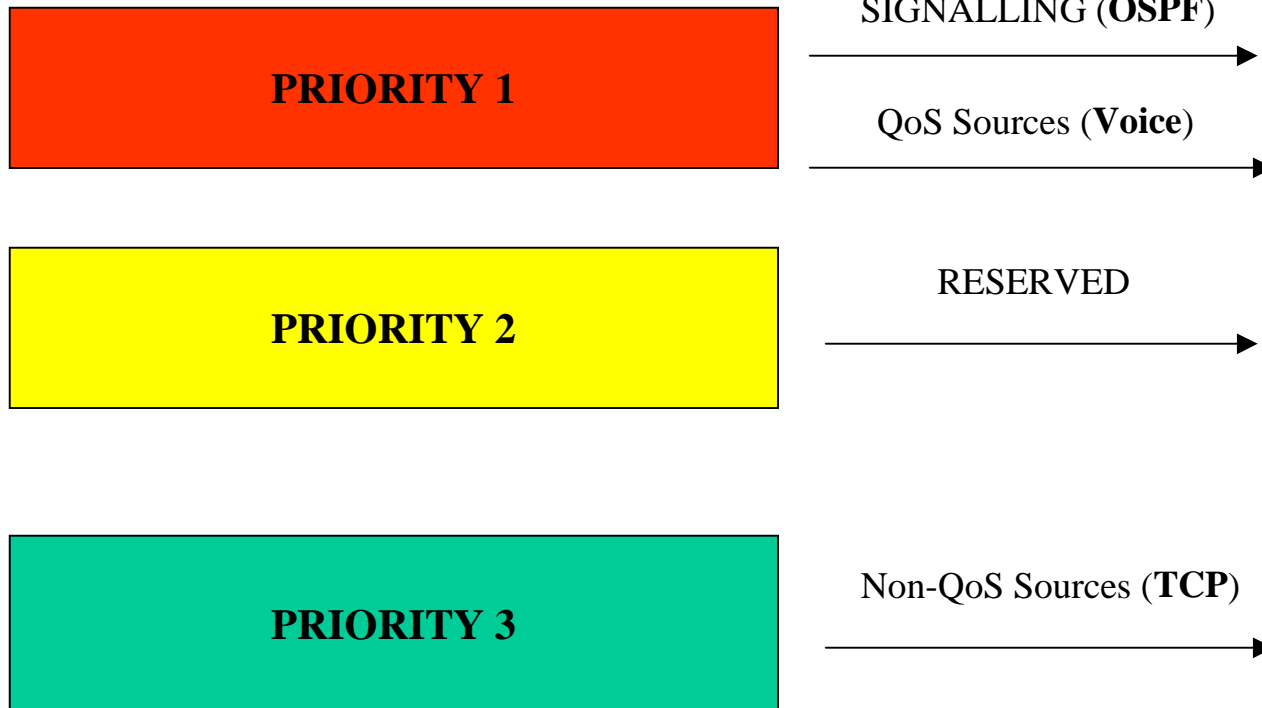 SIGNALLING (OSPF)
PRIORITY 1
QoS Sources (Voice)
RESERVED
PRIORITY 2
Non-QoS Sources (TCP)
PRIORITY 3